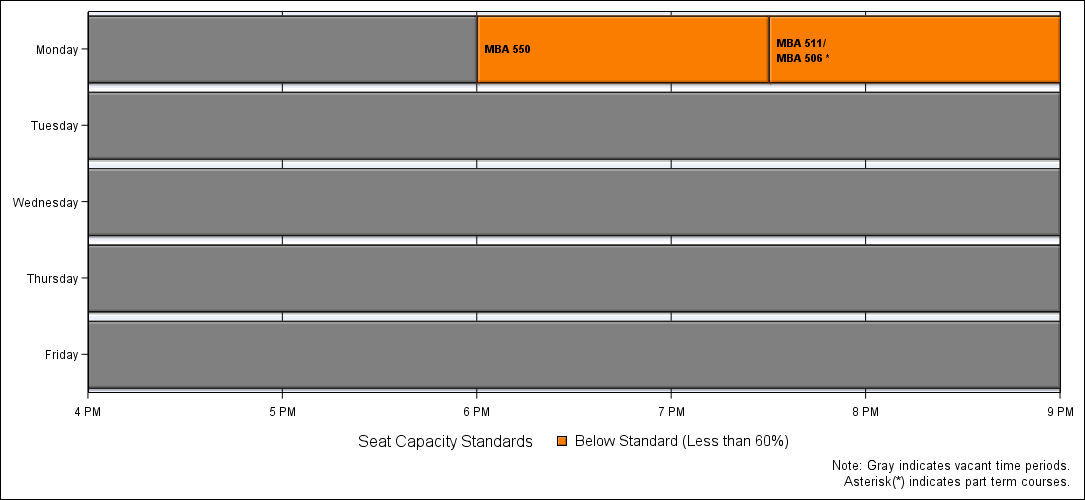 Monday
MBA 550
MBA 511/
MBA 506 *
Tuesday
Wednesday
Thursday
Friday
4 PM 5 PM 6 PM 7 PM 8 PM 9 PM
Seat Capacity Standards Below Standard (Less than 60%)
Note: Gray indicates vacant time periods.
Asterisk(*) indicates part term courses.